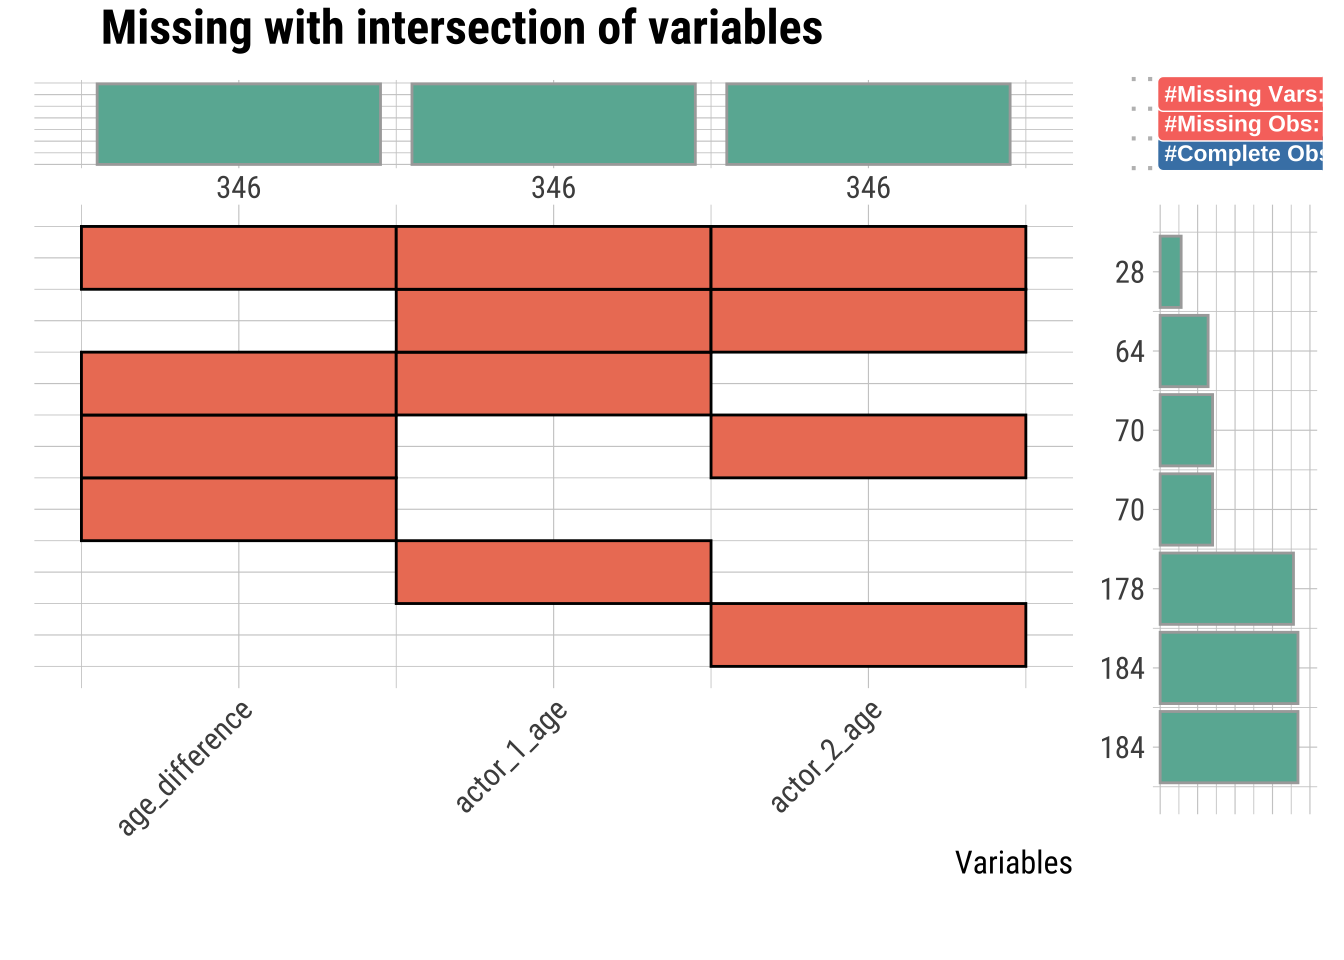 Missing with intersection of variables
#Missing Vars:
#Missing Obs:
#Complete Obs
346 346 346
28
64
70
70
178
184
184
age_difference actor_1_age actor_2_age
Variables